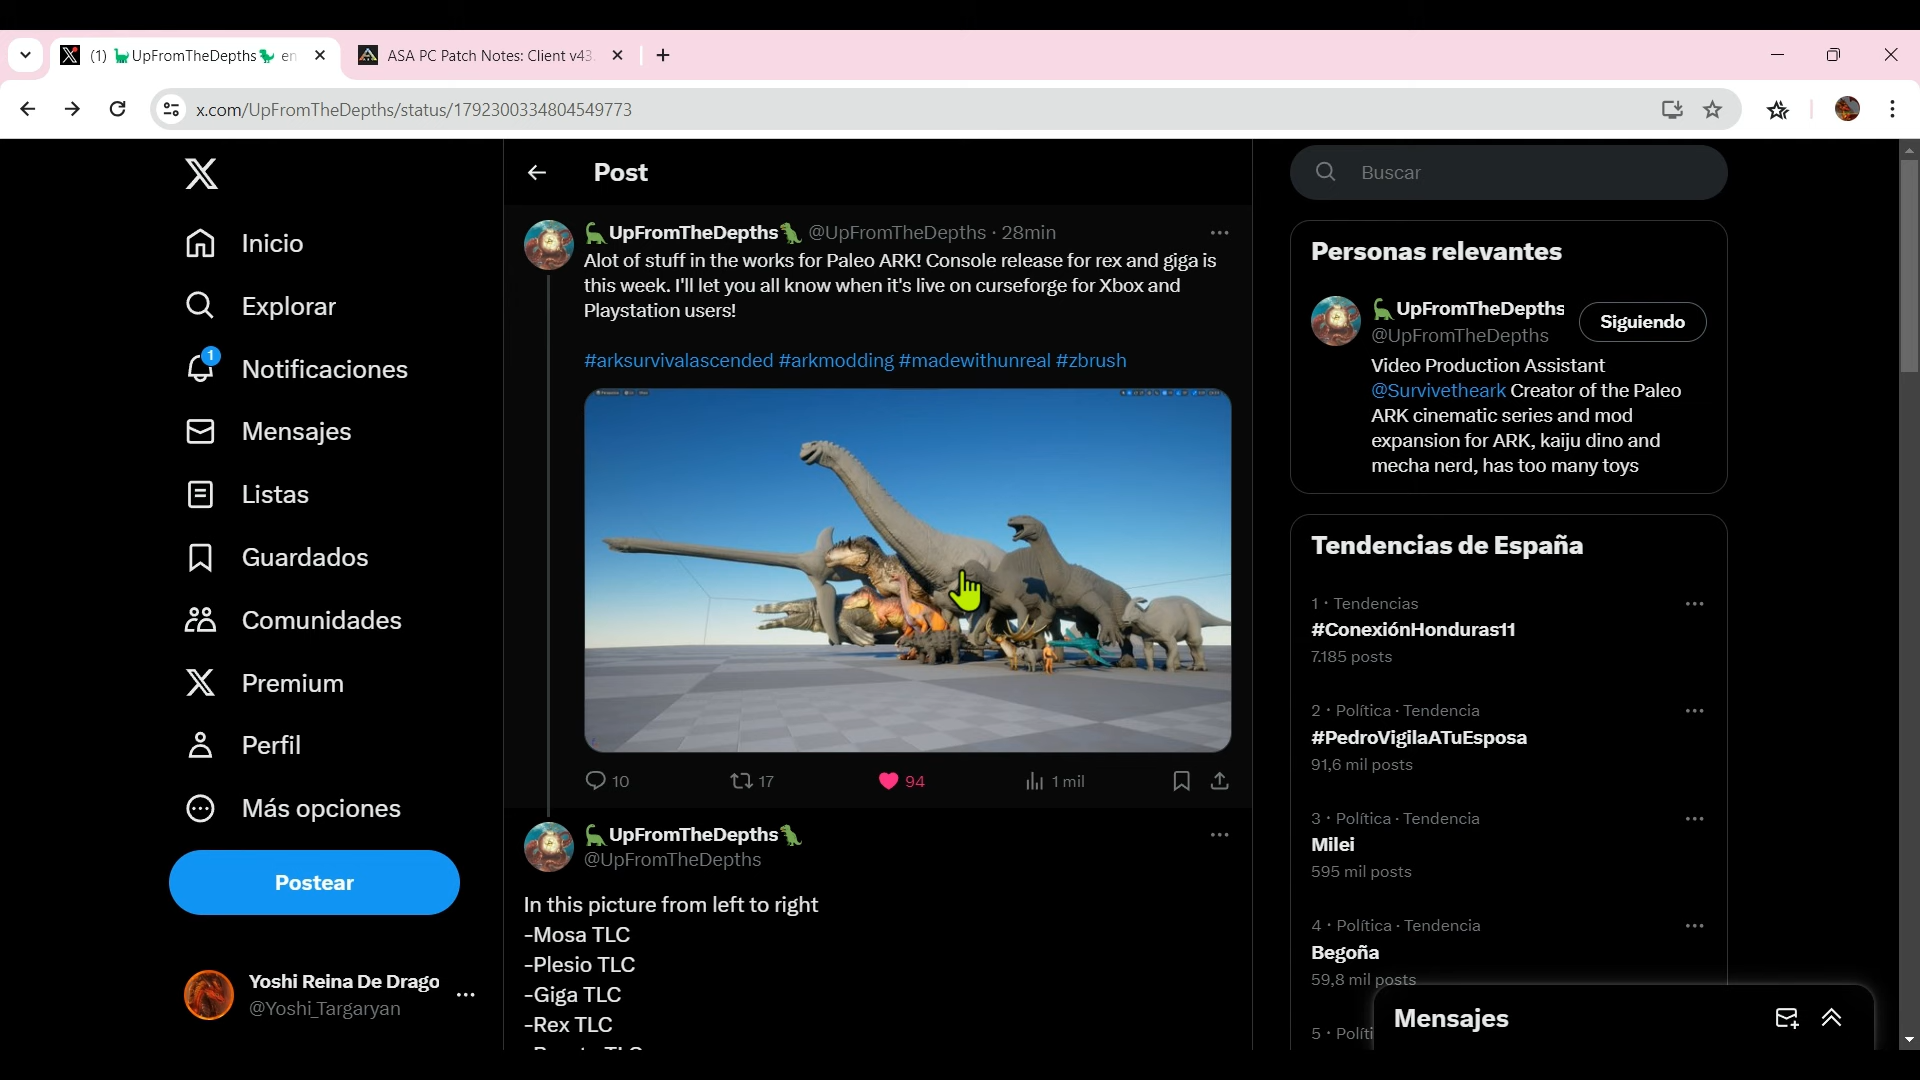 (1) 🦕UpFromTheDepths🦖 en
ASA PC Patch Notes: Client v43.
x.com/UpFromTheDepths/status/1792300334804549773
Inicio
Explorar
1
Notificaciones
Mensajes
Listas
Guardados
Comunidades
Premium
Perfil
Más opciones
Postear
Yoshi Reina De Drago
@Yoshi_Targaryan
Post
🦕UpFromTheDepths🦖 @UpFromTheDepths · 28min
Alot of stuff in the works for Paleo ARK! Console release for rex and giga is
this week. I'll let you all know when it's live on curseforge for Xbox and
Playstation users!
#arksurvivalascended #arkmodding #madewithunreal #zbrush
10 17 94 1 mil
🦕UpFromTheDepths🦖
@UpFromTheDepths
In this picture from left to right
-Mosa TLC
-Plesio TLC
-Giga TLC
-Rex TLC
Buscar
Personas relevantes
🦕UpFromTheDepths
@UpFromTheDepths
Siguiendo
Video Production Assistant
@Survivetheark Creator of the Paleo
ARK cinematic series and mod
expansion for ARK, kaiju dino and
mecha nerd, has too many toys
Tendencias de España
1 · Tendencias
#ConexiónHonduras11
7.185 posts
2 · Política · Tendencia
#PedroVigilaATuEsposa
91,6 mil posts
3 · Política · Tendencia
Milei
595 mil posts
4 · Política · Tendencia
Begoña
59,8 mil posts
5 · Políti
Mensajes